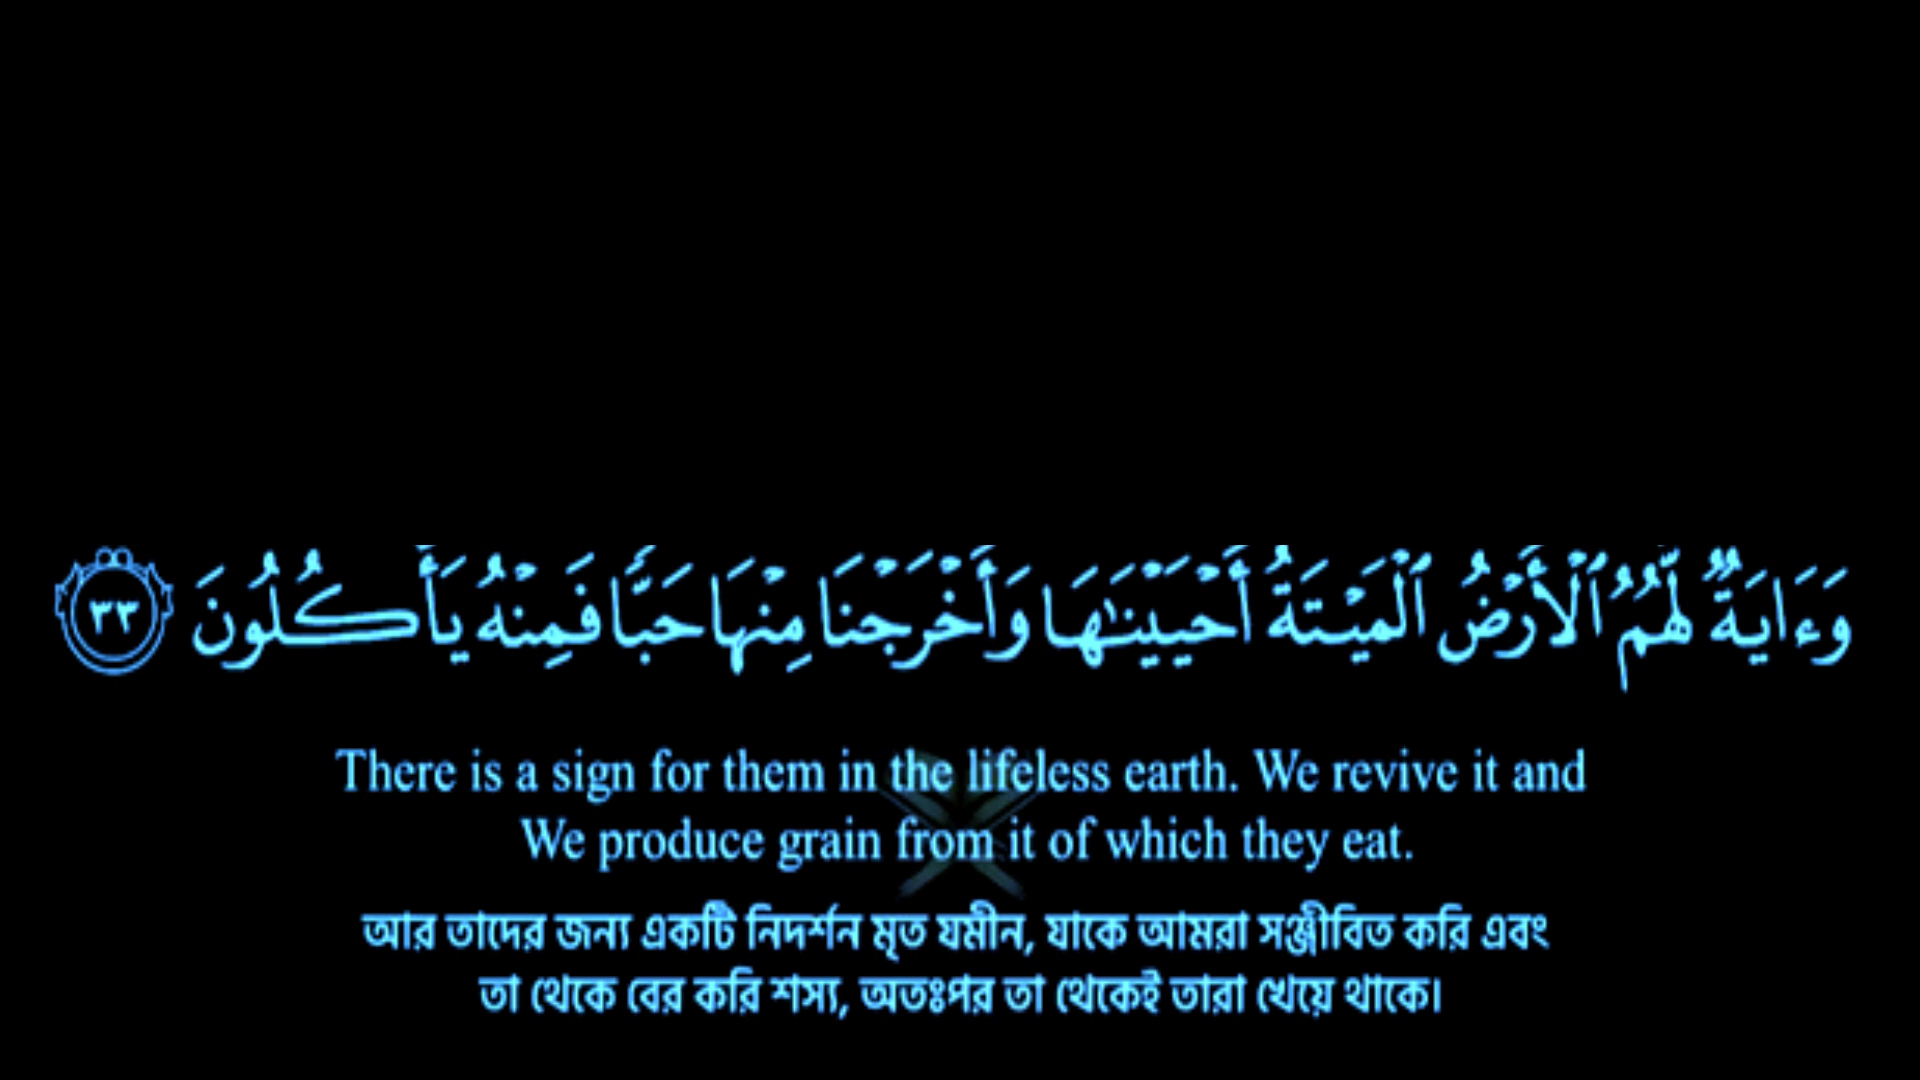 وَءَايَةٌ لَّهُمُ ٱلْأَرْضُ ٱلْمَيْتَةُ أَحْيَيْنَٰهَا وَأَخْرَجْنَا مِنْهَا حَبًّا فَمِنْهُ يَأْكُلُونَ ٣٣
There is a sign for them in the lifeless earth. We revive it and
We produce grain from it of which they eat.
আর তাদের জন্য একটি নিদর্শন মৃত যমীন, যাকে আমরা সঞ্জীবিত করি এবং
তা থেকে বের করি শস্য, অতঃপর তা থেকেই তারা খেয়ে থাকে।